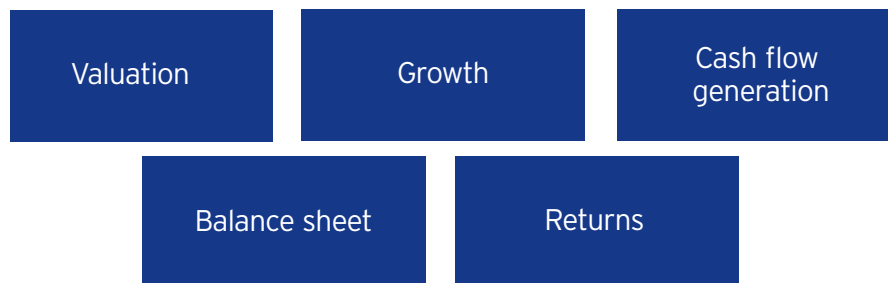 Valuation
Growth
Cash flow
generation
Balance sheet
Returns